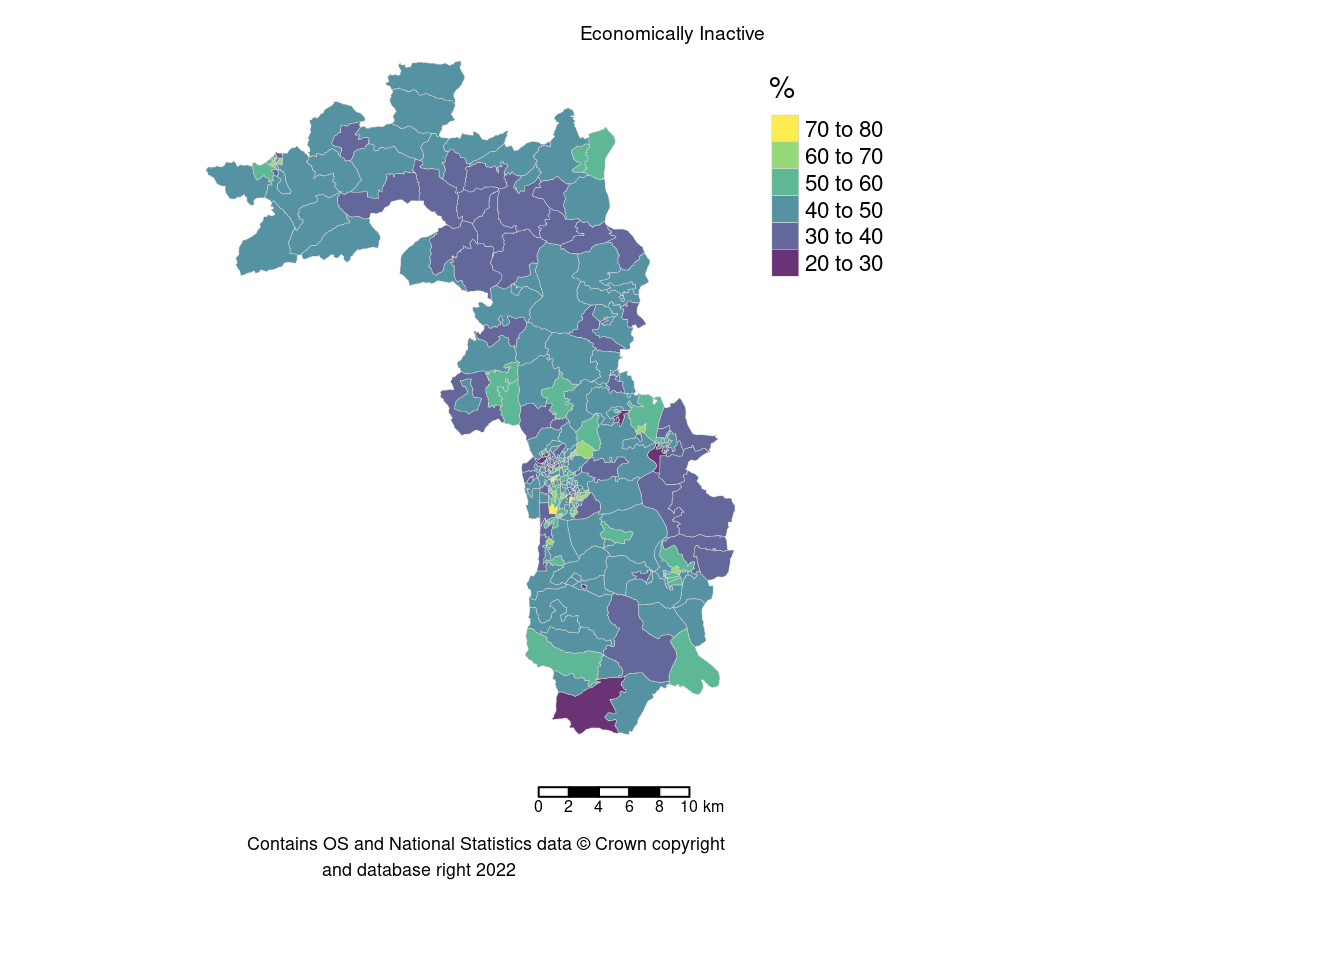 Economically Inactive
%
70 to 80
60 to 70
50 to 60
40 to 50
30 to 40
20 to 30
0 2 4 6 8 10 km
Contains OS and National Statistics data © Crown copyright
and database right 2022